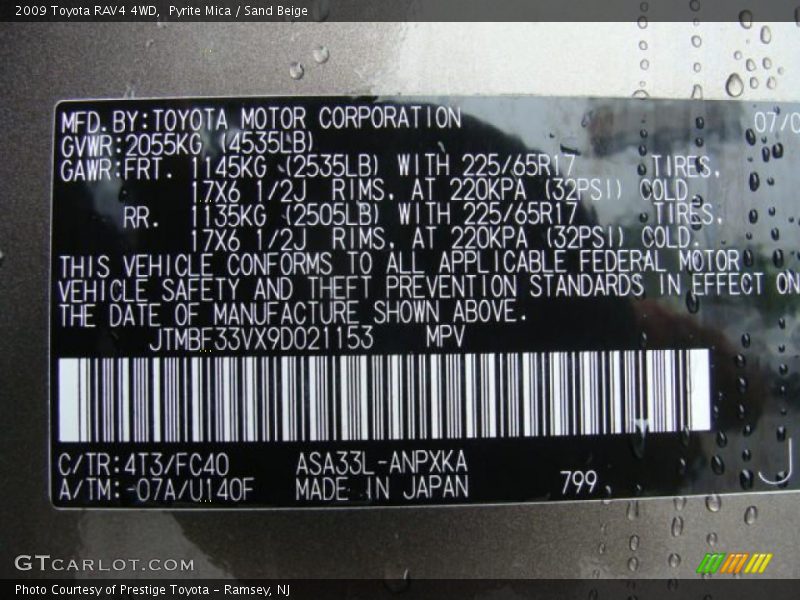 2009 Toyota RAV4 4WD, Pyrite Mica / Sand Beige
MFD. BY: TOYOTA MOTOR CORPORATION 07/0
GVWR: 2055KG (4535LB)
GAWR: FRT. 1145KG (2535LB) WITH 225/65R17 TIRES,
17X6 1/2J RIMS, AT 220KPA (32PSI) COLD.
RR. 1135KG (2505LB) WITH 225/65R17 TIRES,
17X6 1/2J RIMS, AT 220KPA (32PSI) COLD.
THIS VEHICLE CONFORMS TO ALL APPLICABLE FEDERAL MOTOR
VEHICLE SAFETY AND THEFT PREVENTION STANDARDS IN EFFECT ON
THE DATE OF MANUFACTURE SHOWN ABOVE.
JTMBF33VX9D021153 MPV
C/TR: 4T3/FC40 ASA33L-ANPXKA
A/TM: -07A/U140F MADE IN JAPAN 799
GTCARLOT.COM
Photo Courtesy of Prestige Toyota - Ramsey, NJ